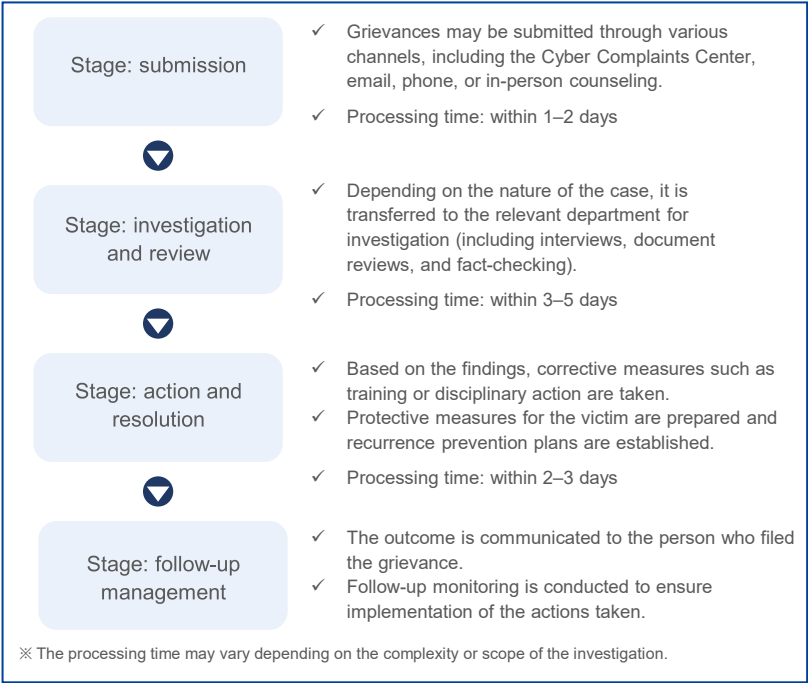 Stage: submission
✓ Grievances may be submitted through various
channels, including the Cyber Complaints Center,
email, phone, or in-person counseling.
✓ Processing time: within 1–2 days
Stage: investigation
and review
✓ Depending on the nature of the case, it is
transferred to the relevant department for
investigation (including interviews, document
reviews, and fact-checking).
✓ Processing time: within 3–5 days
Stage: action and
resolution
✓ Based on the findings, corrective measures such as
training or disciplinary action are taken.
✓ Protective measures for the victim are prepared and
recurrence prevention plans are established.
✓ Processing time: within 2–3 days
Stage: follow-up
management
✓ The outcome is communicated to the person who filed
the grievance.
✓ Follow-up monitoring is conducted to ensure
implementation of the actions taken.
※ The processing time may vary depending on the complexity or scope of the investigation.